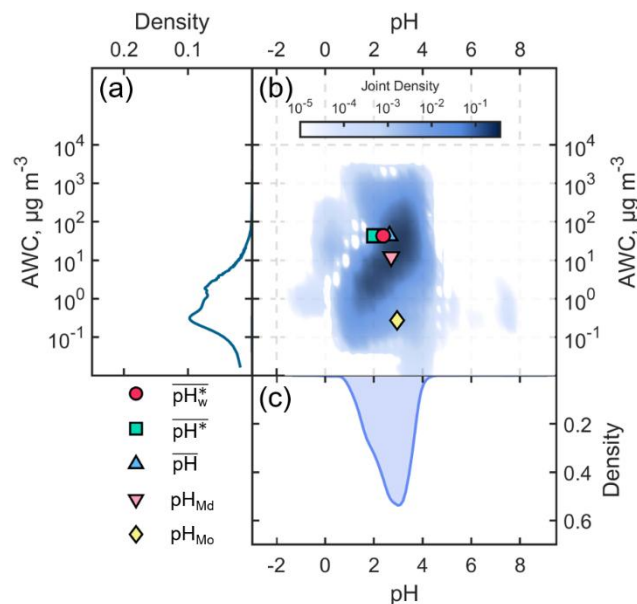 Density
pH
0.2 0.1
-2 0 2 4 6 8
(a)
(b)
Joint Density
10⁻⁵ 10⁻⁴ 10⁻³ 10⁻² 10⁻¹
AWC, µg m⁻³
10⁴
10³
10²
10¹
10⁰
10⁻¹
10⁴
10³
10²
10¹
10⁰
10⁻¹
AWC, µg m⁻³
pH*w
pH*
pH
pHMd
pHMo
(c)
0.2
0.4
0.6
Density
-2 0 2 4 6 8
pH